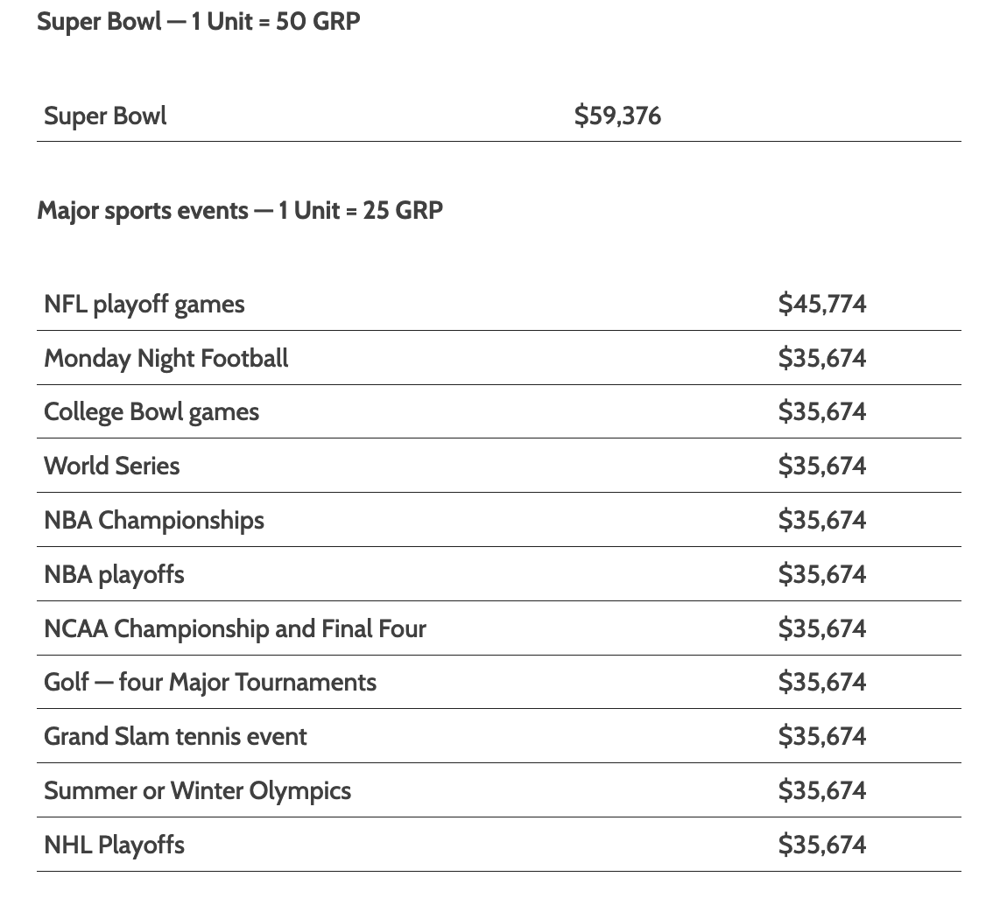 Super Bowl — 1 Unit = 50 GRP
Super Bowl $59,376
Major sports events — 1 Unit = 25 GRP
NFL playoff games $45,774
Monday Night Football $35,674
College Bowl games $35,674
World Series $35,674
NBA Championships $35,674
NBA playoffs $35,674
NCAA Championship and Final Four $35,674
Golf — four Major Tournaments $35,674
Grand Slam tennis event $35,674
Summer or Winter Olympics $35,674
NHL Playoffs $35,674